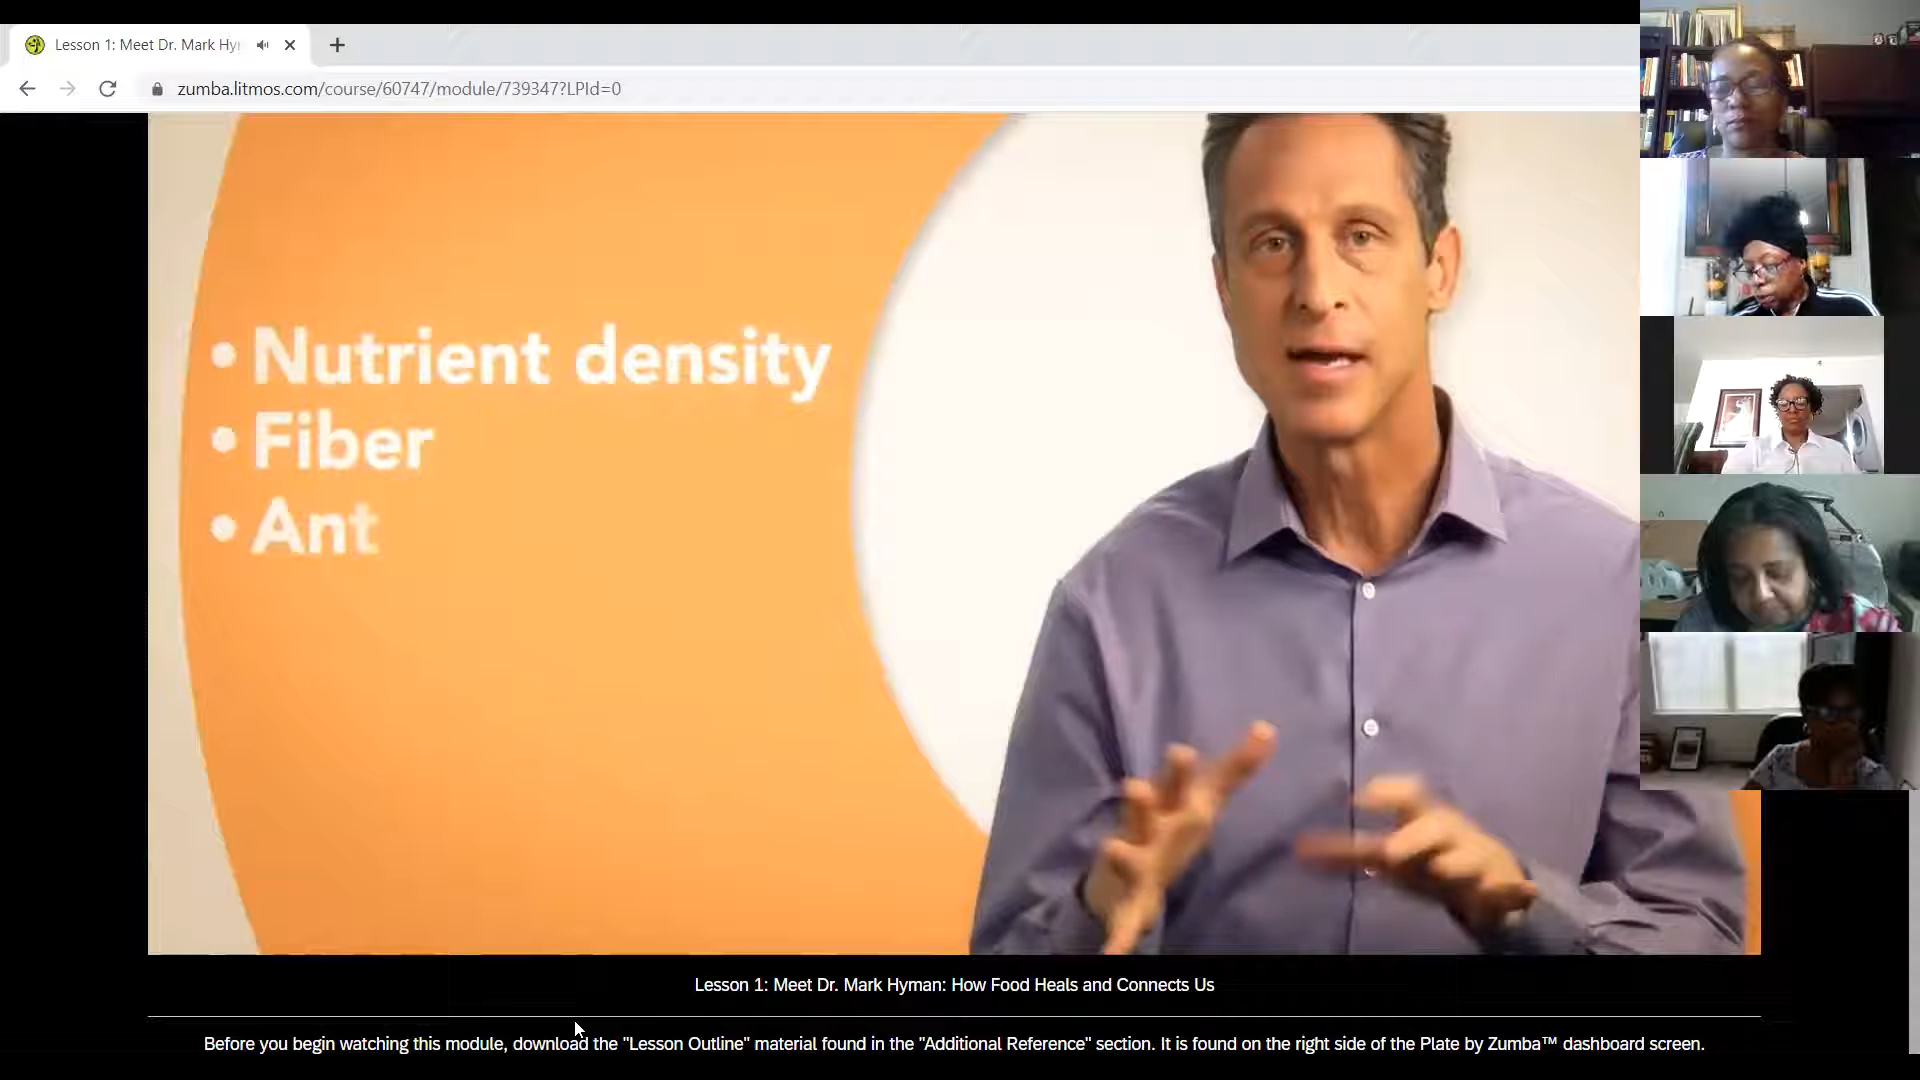 Lesson 1: Meet Dr. Mark Hy
zumba.litmos.com/course/60747/module/739347?LPId=0
• Nutrient density
• Fiber
• Ant
Lesson 1: Meet Dr. Mark Hyman: How Food Heals and Connects Us
Before you begin watching this module, download the "Lesson Outline" material found in the "Additional Reference" section. It is found on the right side of the Plate by Zumba™ dashboard screen.